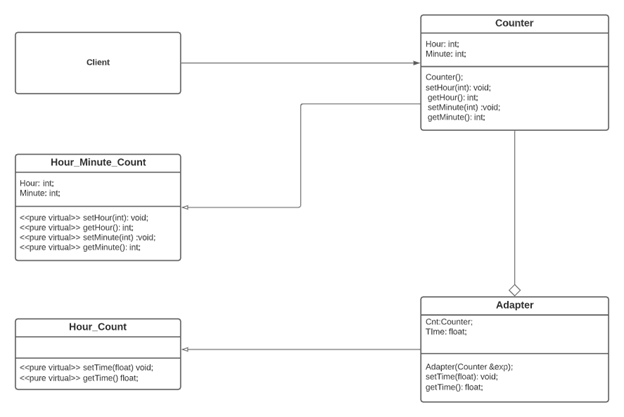 Client
Counter
Hour: int;
Minute: int;
Counter();
setHour(int): void;
getHour(): int;
setMinute(int) :void;
getMinute(): int;
Hour_Minute_Count
Hour: int;
Minute: int;
<<pure virtual>> setHour(int): void;
<<pure virtual>> getHour(): int;
<<pure virtual>> setMinute(int) :void;
<<pure virtual>> getMinute(): int;
Hour_Count
<<pure virtual>> setTime(float) void;
<<pure virtual>> getTime() float;
Adapter
Cnt:Counter;
TIme: float;
Adapter(Counter &exp);
setTime(float): void;
getTime(): float;